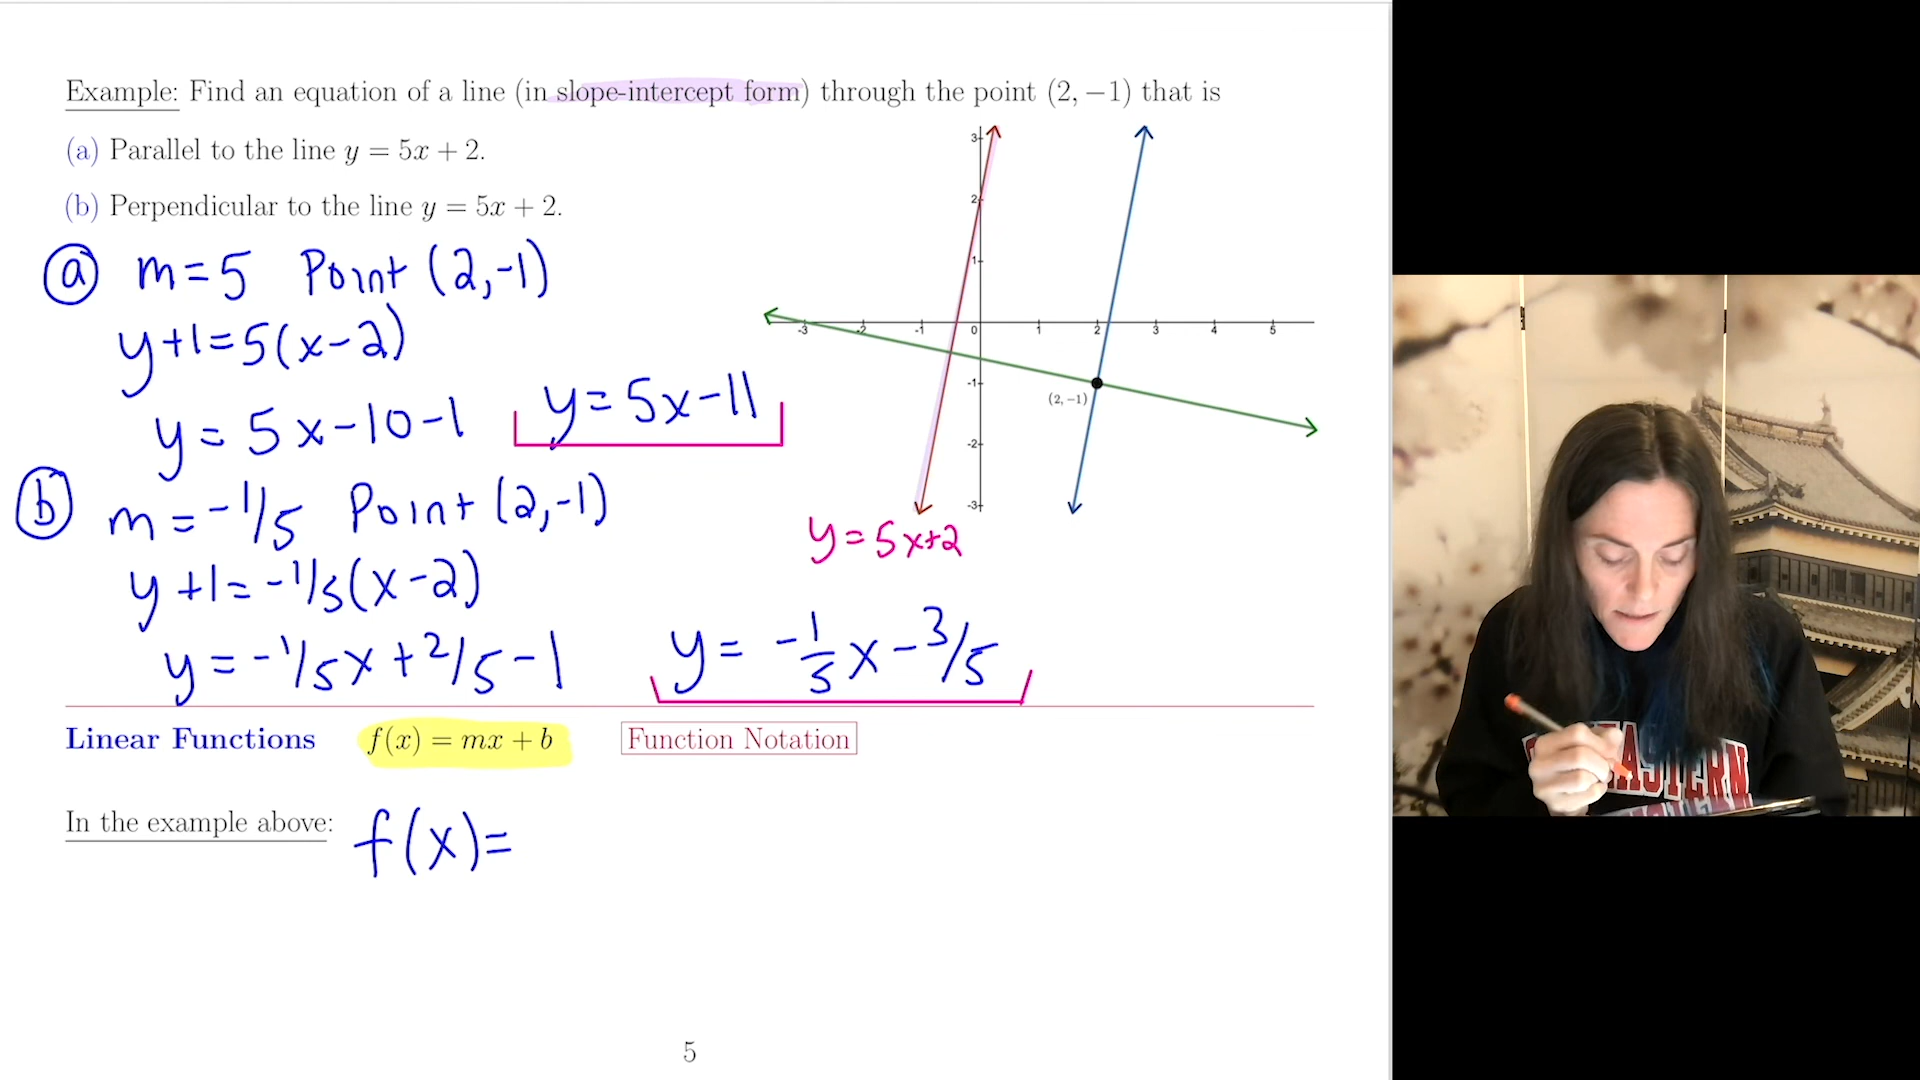 Example: Find an equation of a line (in slope-intercept form) through the point (2, −1) that is
(a) Parallel to the line y = 5x + 2.
(b) Perpendicular to the line y = 5x + 2.
(a) m=5 Point (2,-1)
y+1=5(x-2)
y=5x-10-1 y=5x-11
(b) m=-1/5 Point (2,-1)
y+1=-1/5(x-2)
y=-1/5x+2/5-1 y=-1/5x-3/5
3
2
1
-3 -2 -1 0 1 2 3 4 5
-1
(2, −1)
-2
-3
y=5x+2
Linear Functions f(x) = mx + b Function Notation
In the example above: f(x)=
5